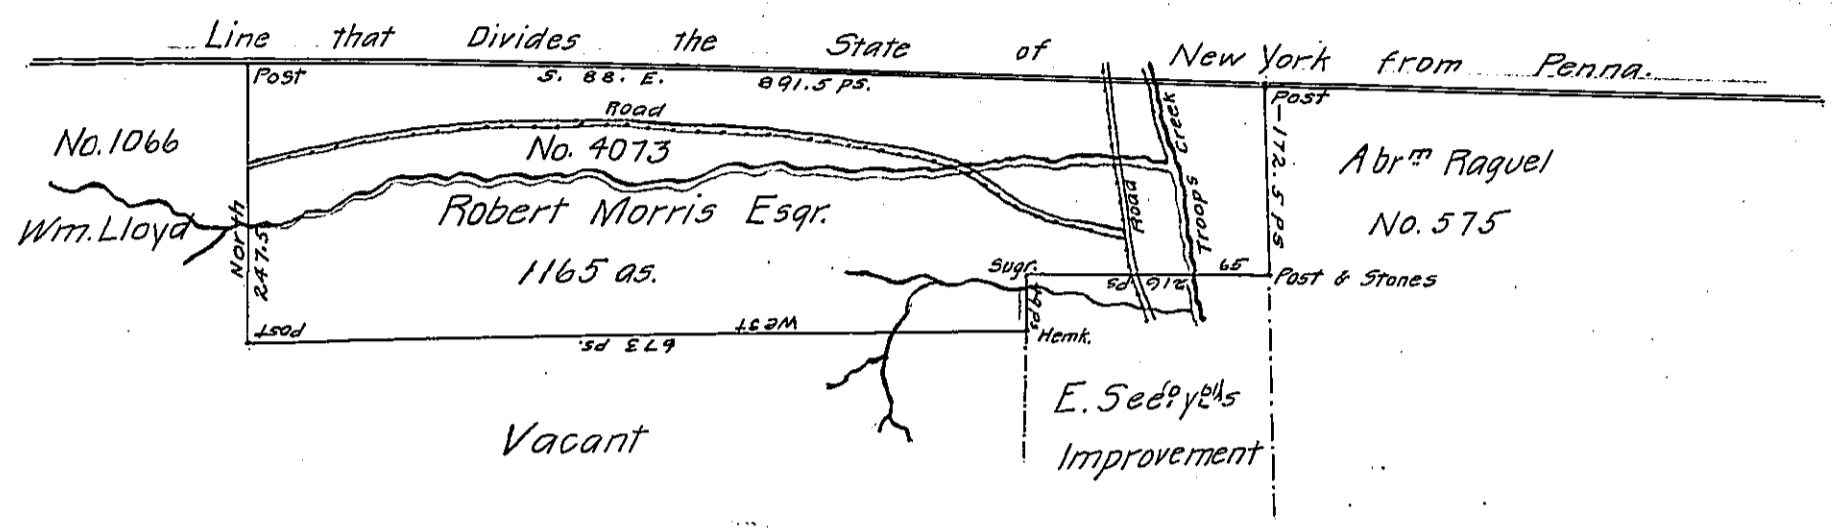 Line that Divides the State of New York from Penna.
Post S. 88. E. 891.5 ps. Post
Road
No. 1066
No. 4073
Abrm Raguel
Wm. Lloyd
Robert Morris Esqr.
No. 575
North 247.5
1165 as.
Road
Troops Creek
172.5 PS
Sugr.
216 ps
65
Post & Stones
Post
West
673 ps.
Hemk.
Vacant
E.
Improvement